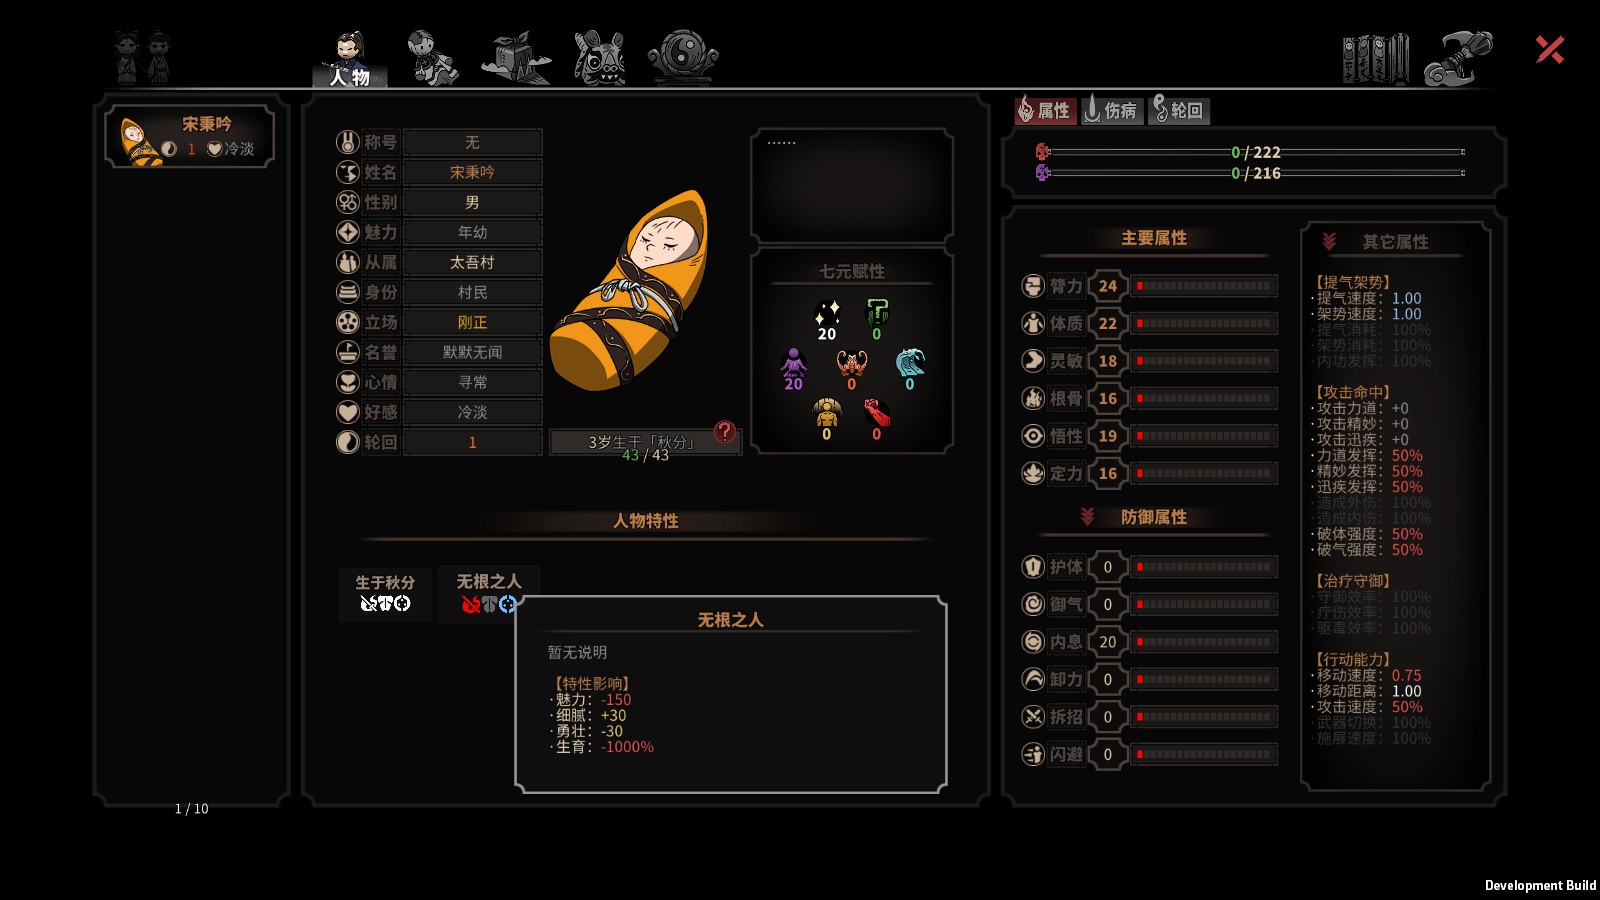 人物
宋秉吟
1 冷淡
1 / 10
称号 无
姓名 宋秉吟
性别 男
魅力 年幼
从属 太吾村
身份 村民
立场 刚正
名誉 默默无闻
心情 寻常
好感 冷淡
轮回 1
3岁生于「秋分」
43 / 43
······
七元赋性
20 0
20 0 0
0 0
人物特性
生于秋分 无根之人
无根之人
暂无说明
【特性影响】
·魅力：-150
·细腻：+30
·勇壮：-30
·生育：-1000%
属性 伤病 轮回
0 / 222
0 / 216
主要属性
膂力 24
体质 22
灵敏 18
根骨 16
悟性 19
定力 16
防御属性
护体 0
御气 0
内息 20
卸力 0
拆招 0
闪避 0
其它属性
【提气架势】
·提气速度：1.00
·架势速度：1.00
·提气消耗：100%
·架势消耗：100%
·内功发挥：100%
【攻击命中】
·攻击力道：+0
·攻击精妙：+0
·攻击迅疾：+0
·力道发挥：50%
·精妙发挥：50%
·迅疾发挥：50%
·造成外伤：100%
·造成内伤：100%
·破体强度：50%
·破气强度：50%
【治疗守御】
·守御效率：100%
·疗伤效率：100%
·驱毒效率：100%
【行动能力】
·移动速度：0.75
·移动距离：1.00
·攻击速度：50%
·武器切换：100%
·施展速度：100%
Development Build